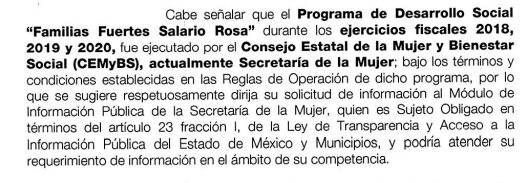 Cabe señalar que el Programa de Desarrollo Social
“Familias Fuertes Salario Rosa” durante los ejercicios fiscales 2018,
2019 y 2020, fue ejecutado por el Consejo Estatal de la Mujer y Bienestar
Social (CEMyBS), actualmente Secretaría de la Mujer; bajo los términos y
condiciones establecidas en las Reglas de Operación de dicho programa, por lo
que se sugiere respetuosamente dirija su solicitud de información al Módulo de
Información Pública de la Secretaría de la Mujer, quien es Sujeto Obligado en
términos del artículo 23 fracción I, de la Ley de Transparencia y Acceso a la
Información Pública del Estado de México y Municipios, y podría atender su
requerimiento de información en el ámbito de su competencia.